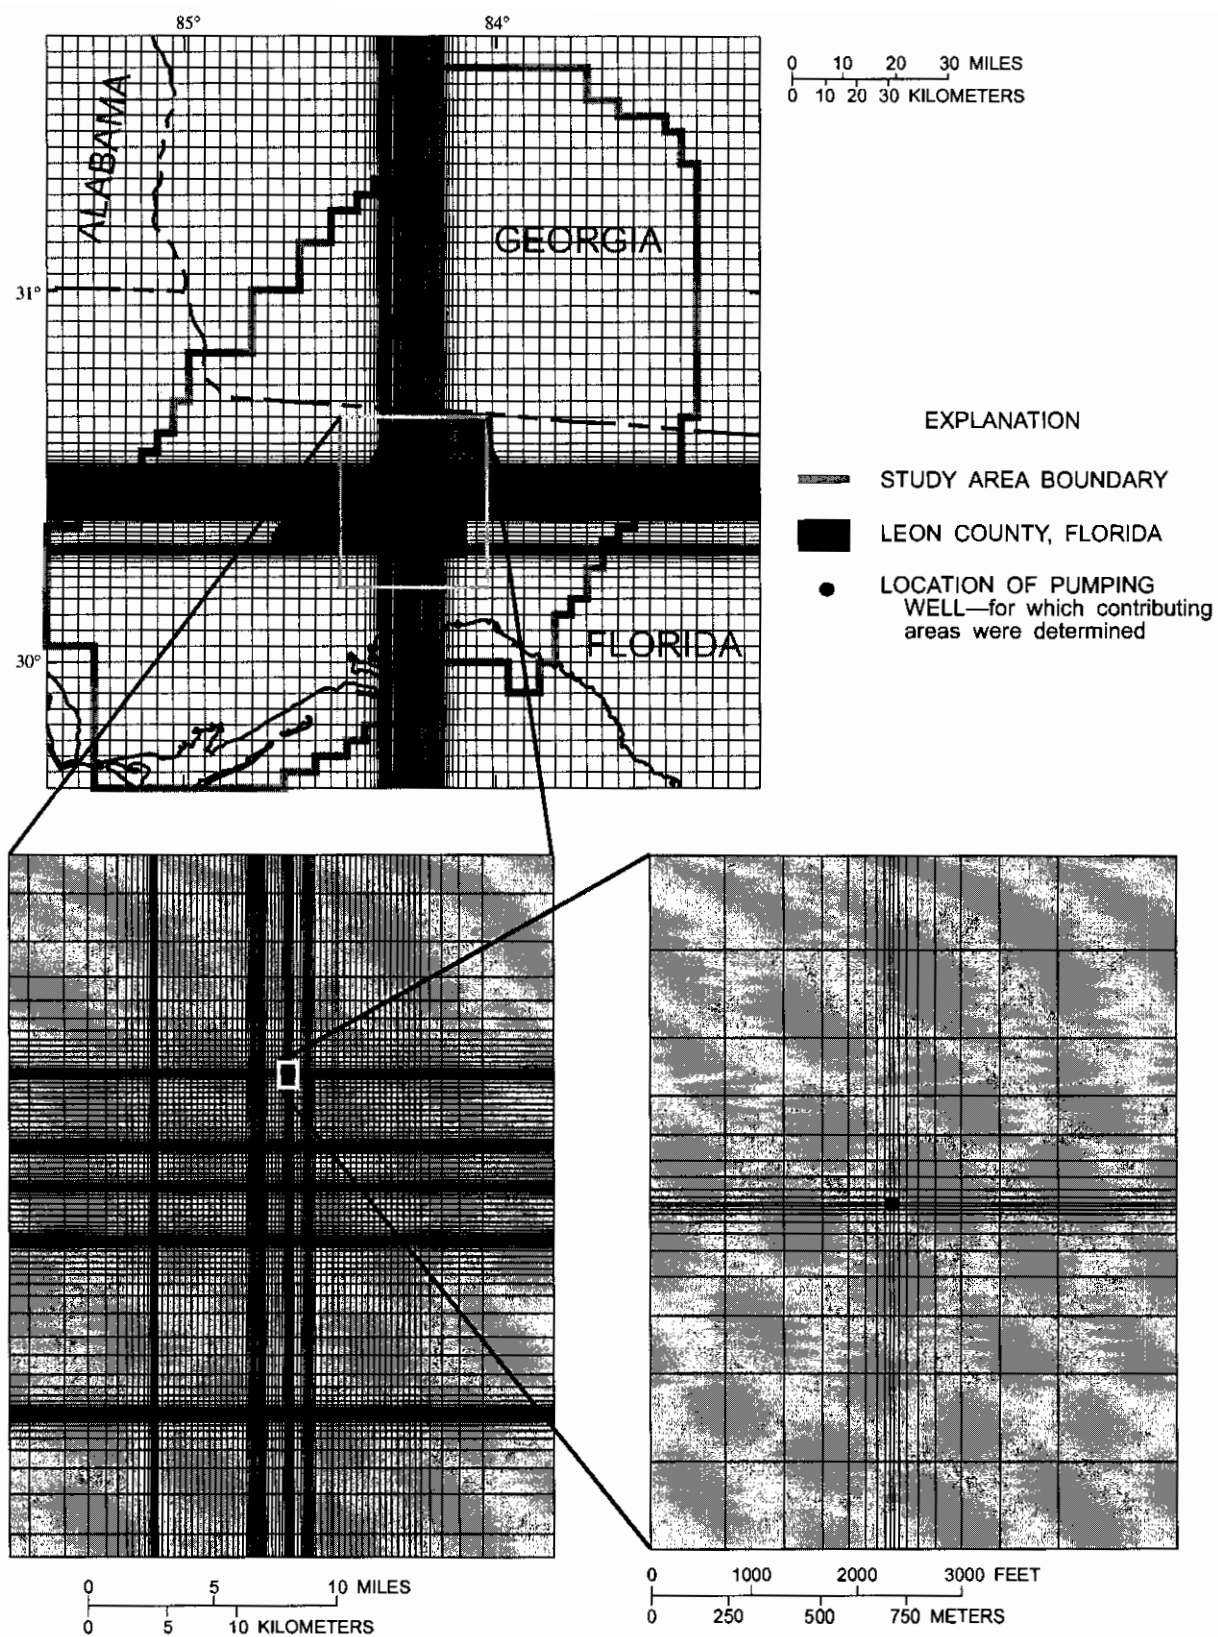 85°
84°
0 10 20 30 MILES
0 10 20 30 KILOMETERS
ALABAMA
GEORGIA
31°
EXPLANATION
STUDY AREA BOUNDARY
LEON COUNTY, FLORIDA
LOCATION OF PUMPING
WELL—for which contributing
areas were determined
FLORIDA
30°
0 5 10 MILES
0 5 10 KILOMETERS
0 1000 2000 3000 FEET
0 250 500 750 METERS